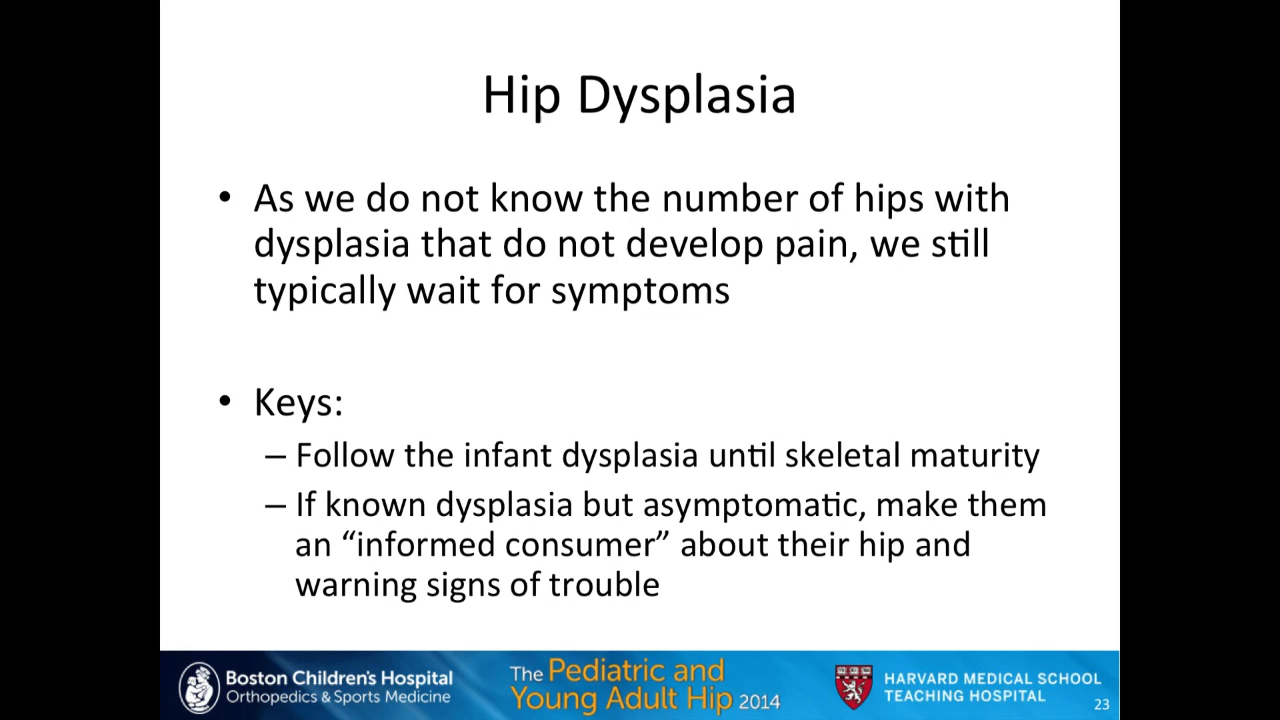 Hip Dysplasia
• As we do not know the number of hips with
dysplasia that do not develop pain, we still
typically wait for symptoms
• Keys:
– Follow the infant dysplasia until skeletal maturity
– If known dysplasia but asymptomatic, make them
an “informed consumer” about their hip and
warning signs of trouble
Boston Children's Hospital
Orthopedics & Sports Medicine
The Pediatric and
Young Adult Hip 2014
HARVARD MEDICAL SCHOOL
TEACHING HOSPITAL
23